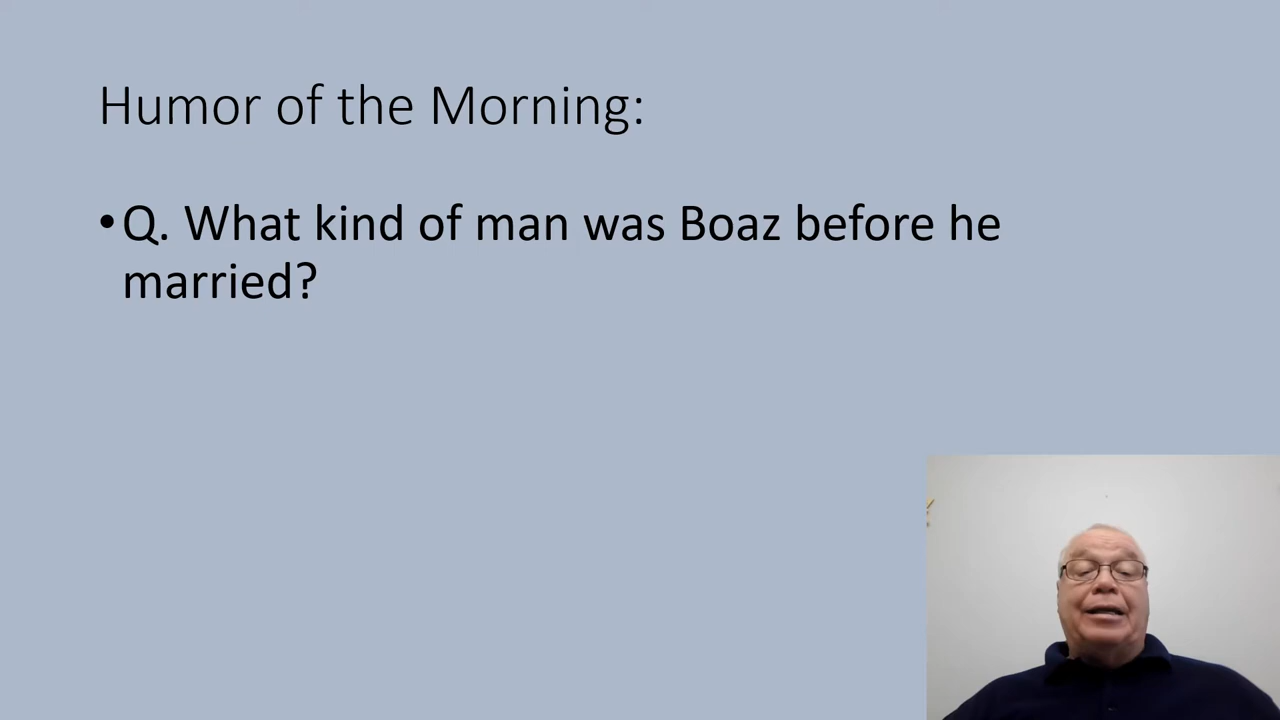 Humor of the Morning:
•Q. What kind of man was Boaz before he
married?